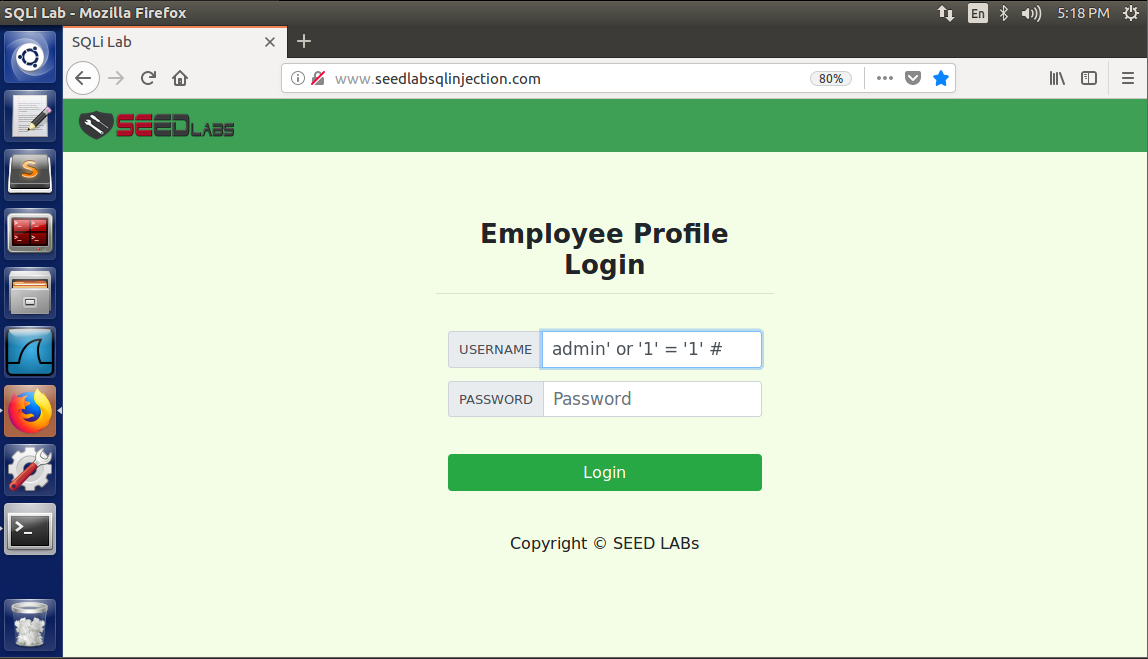 SQLi Lab - Mozilla Firefox
En
5:18 PM
SQLi Lab
www.seedlabsqlinjection.com
80%
SEEDLABS
Employee Profile
Login
USERNAME admin' or '1' = '1' #
PASSWORD Password
Login
Copyright © SEED LABs